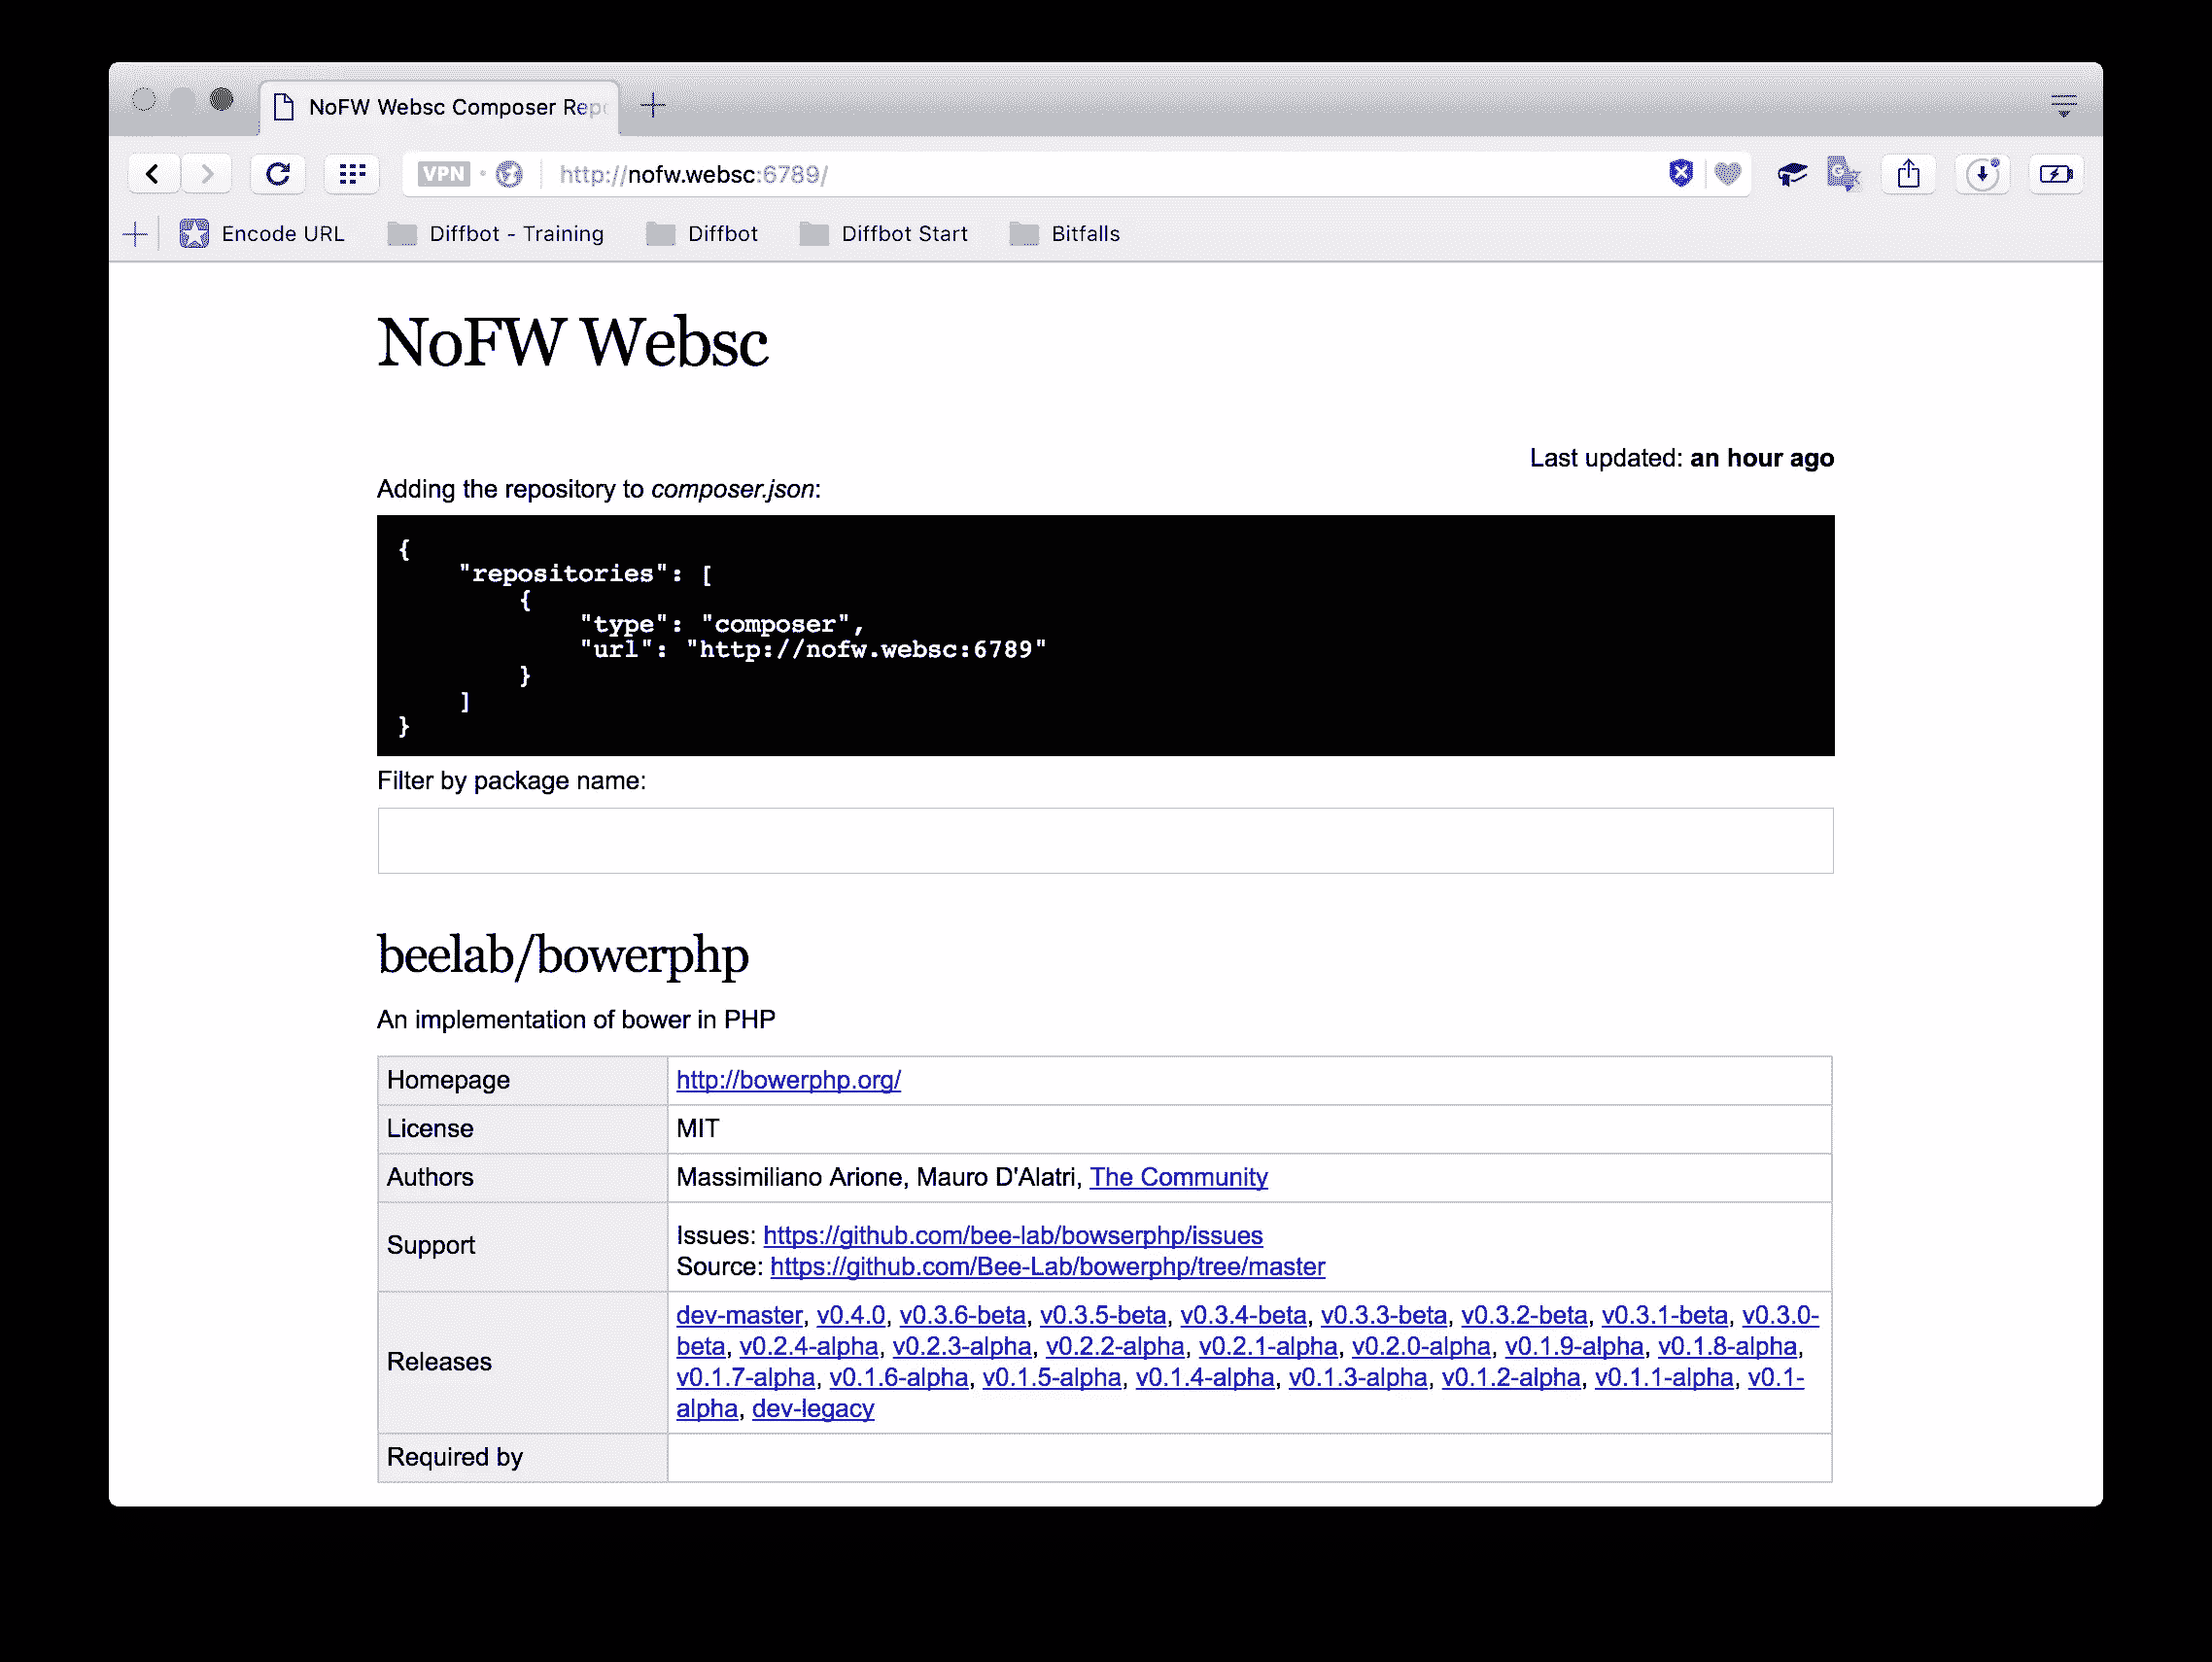 NoFW Websc Composer Repo
VPN http://nofw.websc:6789/
Encode URL Diffbot - Training Diffbot Diffbot Start Bitfalls
NoFW Websc
Last updated: an hour ago
Adding the repository to composer.json:
{
"repositories": [
{
"type": "composer",
"url": "http://nofw.websc:6789"
}
]
}
Filter by package name:
beelab/bowerphp
An implementation of bower in PHP
Homepage http://bowerphp.org/
License MIT
Authors Massimiliano Arione, Mauro D'Alatri, The Community
Support Issues: https://github.com/bee-lab/bowserphp/issues
Source: https://github.com/Bee-Lab/bowerphp/tree/master
Releases dev-master, v0.4.0, v0.3.6-beta, v0.3.5-beta, v0.3.4-beta, v0.3.3-beta, v0.3.2-beta, v0.3.1-beta, v0.3.0-
beta, v0.2.4-alpha, v0.2.3-alpha, v0.2.2-alpha, v0.2.1-alpha, v0.2.0-alpha, v0.1.9-alpha, v0.1.8-alpha,
v0.1.7-alpha, v0.1.6-alpha, v0.1.5-alpha, v0.1.4-alpha, v0.1.3-alpha, v0.1.2-alpha, v0.1.1-alpha, v0.1-
alpha, dev-legacy
Required by